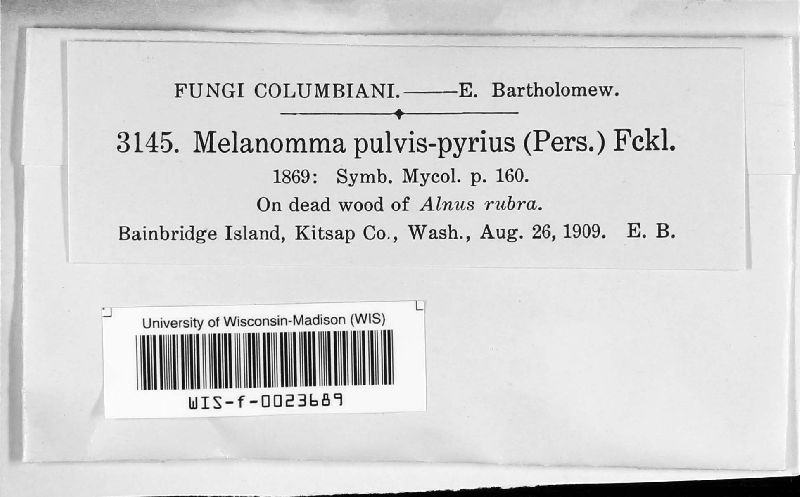 FUNGI COLUMBIANI.——E. Bartholomew.
3145. Melanomma pulvis-pyrius (Pers.) Fckl.
1869: Symb. Mycol. p. 160.
On dead wood of Alnus rubra.
Bainbridge Island, Kitsap Co., Wash., Aug. 26, 1909. E. B.
University of Wisconsin-Madison (WIS)
WIS-f-0023689